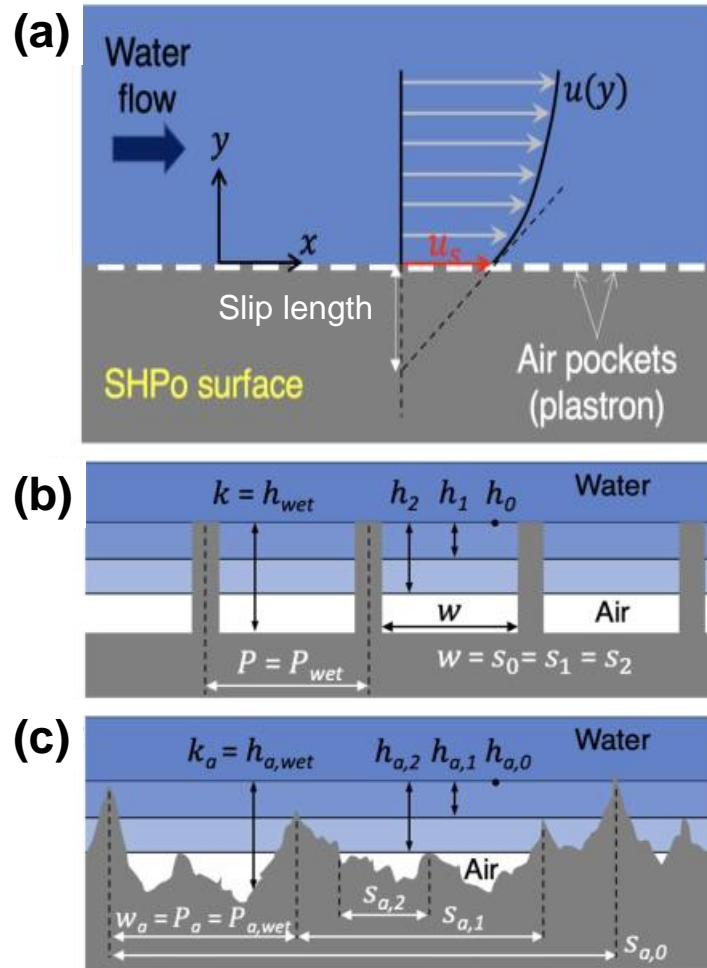 (a)
Water
flow
y
x
u(y)
u_s
Slip length
SHPo surface
Air pockets
(plastron)
(b)
k = h_wet
h_2
h_1
h_0
Water
w
Air
P = P_wet
w = s_0 = s_1 = s_2
(c)
k_a = h_a,wet
h_a,2
h_a,1
h_a,0
Water
Air
s_a,2
w_a = P_a = P_a,wet
s_a,1
s_a,0